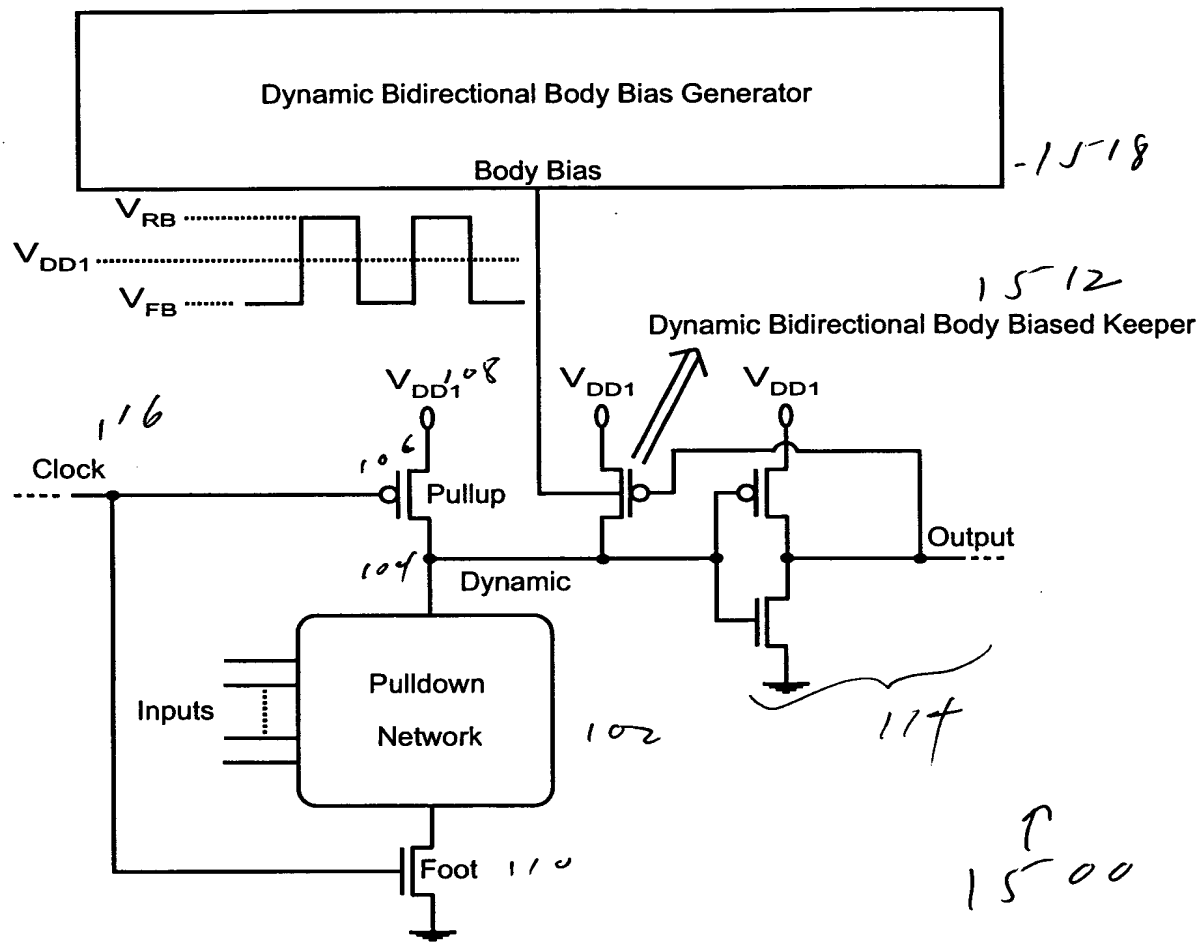 Dynamic Bidirectional Body Bias Generator
Body Bias
-1518
VRB
VDD1
VFB
1512
Dynamic Bidirectional Body Biased Keeper
VDD1 108
VDD1
VDD1
116
Clock
106
Pullup
104
Dynamic
Output
Inputs
Pulldown
Network
102
114
Foot
110
1500